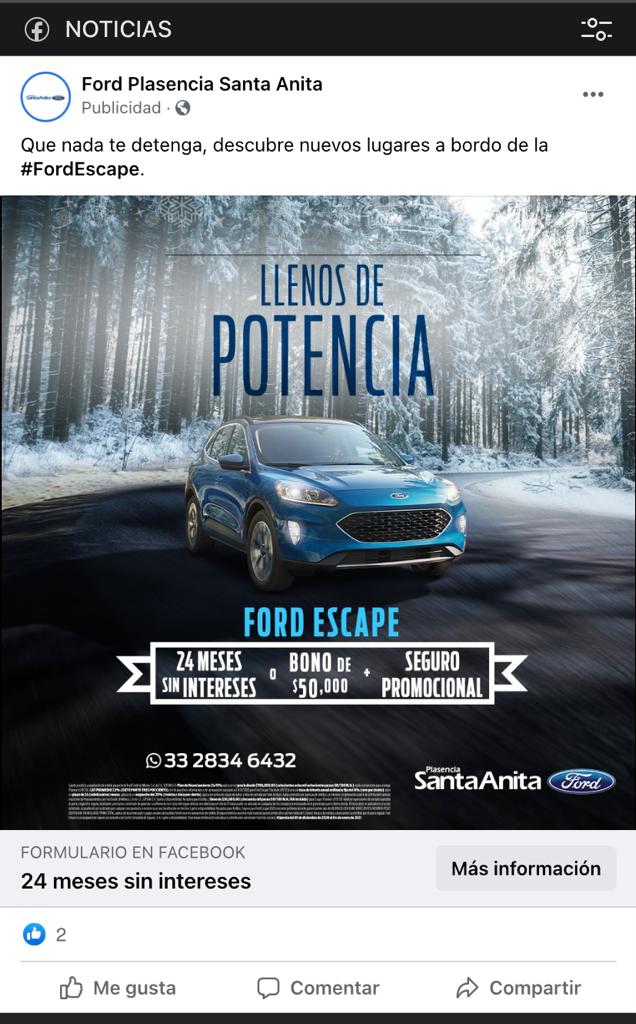 NOTICIAS
Ford Plasencia Santa Anita
Publicidad ·
Que nada te detenga, descubre nuevos lugares a bordo de la
#FordEscape.
LLENOS DE
POTENCIA
FORD ESCAPE
24 MESES
SIN INTERESES
o
BONO DE
$50,000
+
SEGURO
PROMOCIONAL
33 2834 6432
Plasencia
SantaAnita
Ford
FORMULARIO EN FACEBOOK
24 meses sin intereses
Más información
2
Me gusta
Comentar
Compartir